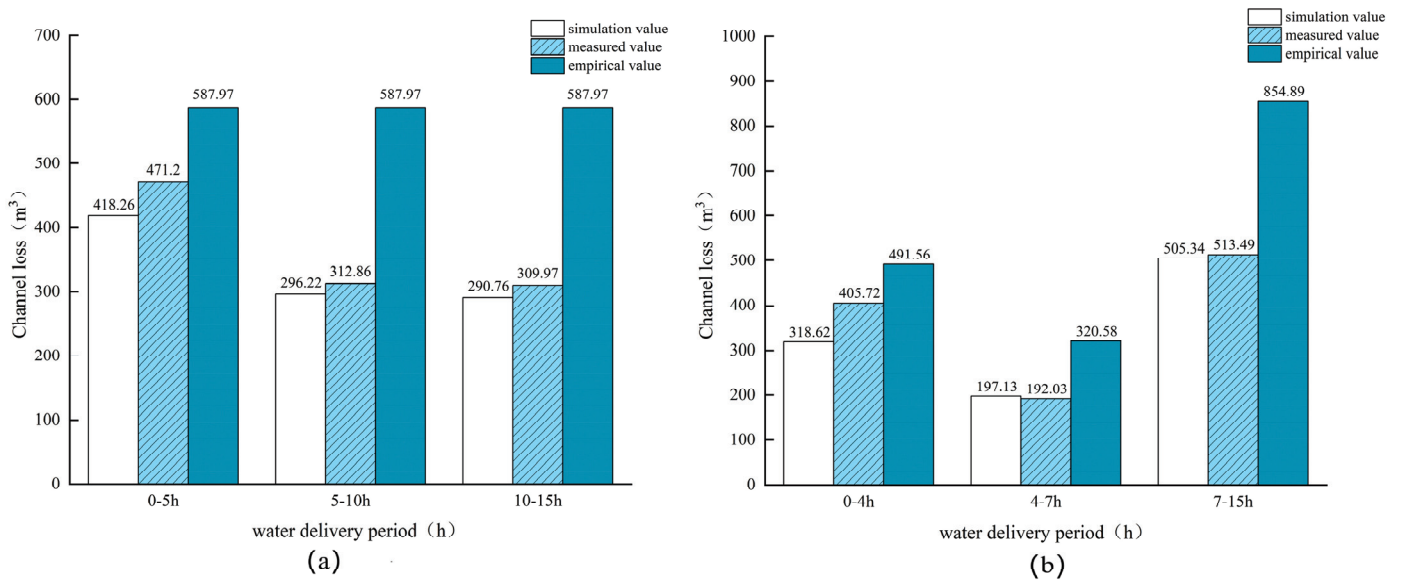 simulation value
measured value
empirical value
700
600
500
400
300
200
100
0
Channel loss（m³）
418.26
471.2
587.97
296.22
312.86
587.97
290.76
309.97
587.97
0-5h
5-10h
10-15h
water delivery period（h）
(a)
simulation value
measured value
empirical value
1000
900
800
700
600
500
400
300
200
100
0
Channel loss（m³）
318.62
405.72
491.56
197.13
192.03
320.58
505.34
513.49
854.89
0-4h
4-7h
7-15h
water delivery period（h）
(b)